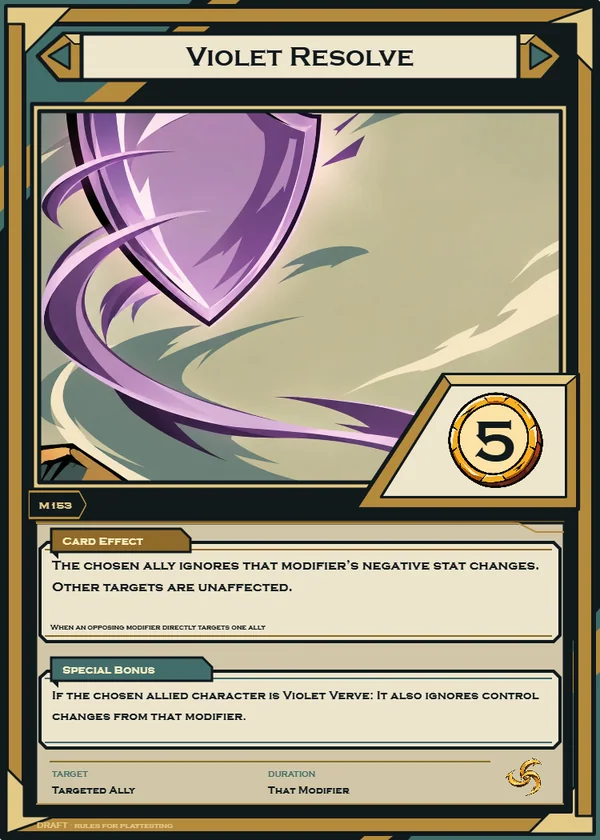 Violet Resolve
5
M153
Card Effect
The chosen ally ignores that modifier's negative stat changes.
Other targets are unaffected.
When an opposing modifier directly targets one ally
Special Bonus
If the chosen allied character is Violet Verve: It also ignores control
changes from that modifier.
Target
Duration
Targeted Ally
That Modifier
DRAFT · Rules for playtesting